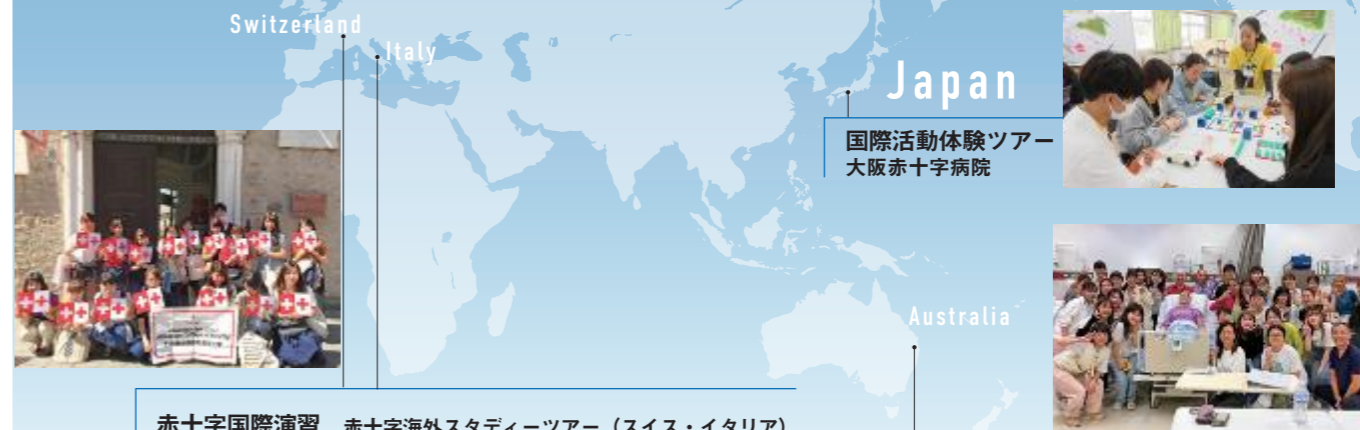 Switzerland
Italy
Japan
国際活動体験ツアー
大阪赤十字病院
Australia
赤十字国際演習 赤十字海外スタディーツアー（スイス・イタリア）